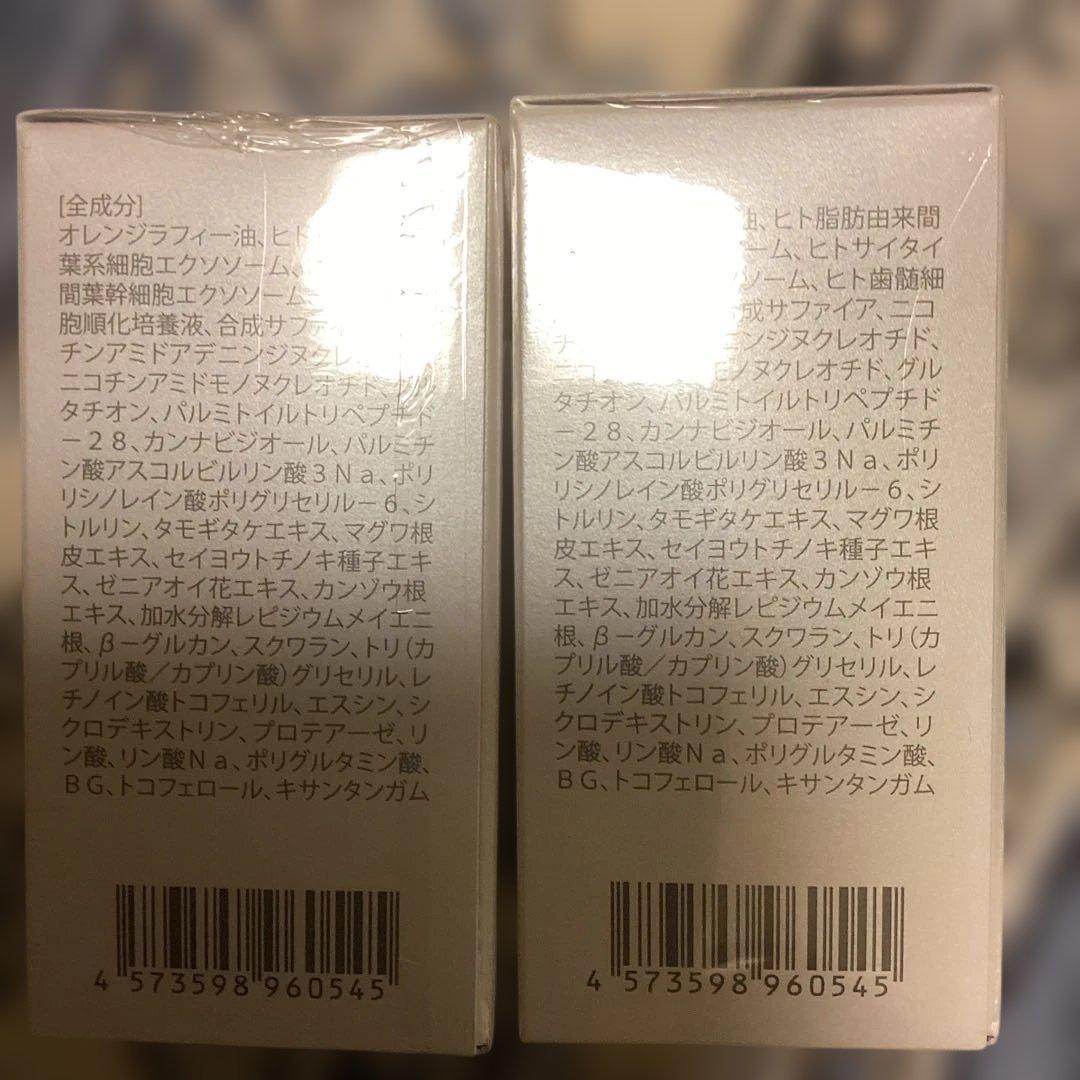 [全成分]
オレンジラフィー油、ヒト
葉系細胞エクソソーム、
間葉幹細胞エクソソーム
胞順化培養液、合成サファ
チンアミドアデニンジヌクレ
ニコチンアミドモノヌクレオチド、
タチオン、パルミトイルトリペプチド
－２８、カンナビジオール、パルミチ
ン酸アスコルビルリン酸３Ｎａ、ポリ
リシノレイン酸ポリグリセリル－６、シ
トルリン、タモギタケエキス、マグワ根
皮エキス、セイヨウトチノキ種子エキ
ス、ゼニアオイ花エキス、カンゾウ根
エキス、加水分解レピジウムメイエニ
根、β－グルカン、スクワラン、トリ（カ
プリル酸／カプリン酸）グリセリル、レ
チノイン酸トコフェリル、エスシン、シ
クロデキストリン、プロテアーゼ、リ
ン酸、リン酸Ｎａ、ポリグルタミン酸、
ＢＧ、トコフェロール、キサンタンガム
4 573598 960545
油、ヒト脂肪由来間
ーム、ヒトサイタイ
ソーム、ヒト歯髄細
成サファイア、ニコ
ンジヌクレオチド、
モノヌクレオチド、グル
タチオン、パルミトイルトリペプチド
－２８、カンナビジオール、パルミチ
ン酸アスコルビルリン酸３Ｎａ、ポリ
リシノレイン酸ポリグリセリル－６、シ
トルリン、タモギタケエキス、マグワ根
皮エキス、セイヨウトチノキ種子エキ
ス、ゼニアオイ花エキス、カンゾウ根
エキス、加水分解レピジウムメイエニ
根、β－グルカン、スクワラン、トリ（カ
プリル酸／カプリン酸）グリセリル、レ
チノイン酸トコフェリル、エスシン、シ
クロデキストリン、プロテアーゼ、リ
ン酸、リン酸Ｎａ、ポリグルタミン酸、
ＢＧ、トコフェロール、キサンタンガム
4 573598 960545